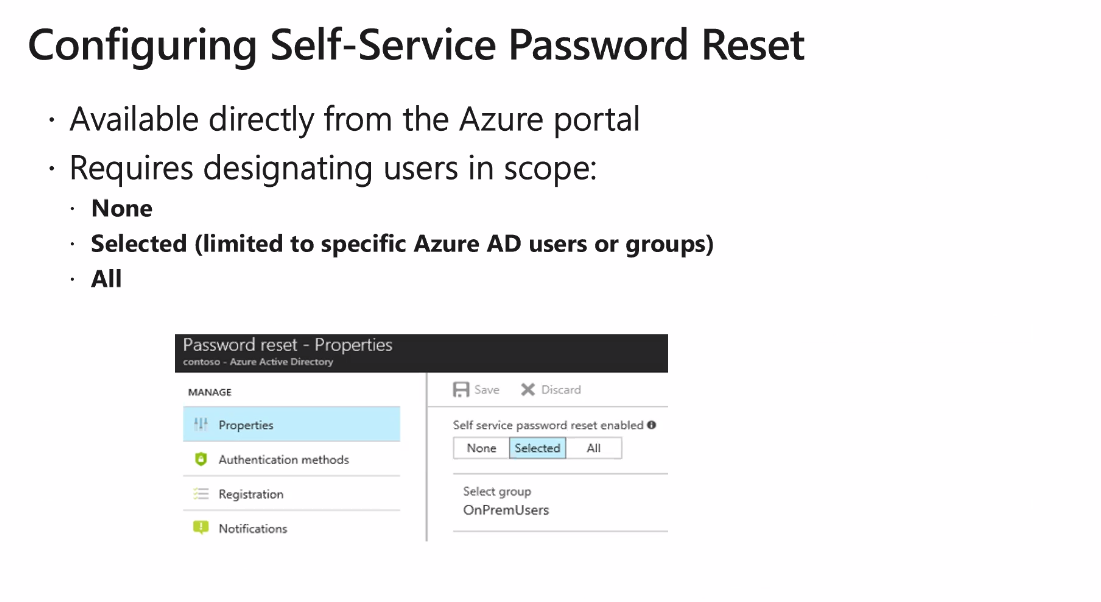 Configuring Self-Service Password Reset
· Available directly from the Azure portal
· Requires designating users in scope:
· None
· Selected (limited to specific Azure AD users or groups)
· All
Password reset - Properties
contoso - Azure Active Directory
MANAGE
Properties
Authentication methods
Registration
Notifications
Save Discard
Self service password reset enabled
None Selected All
Select group
OnPremUsers